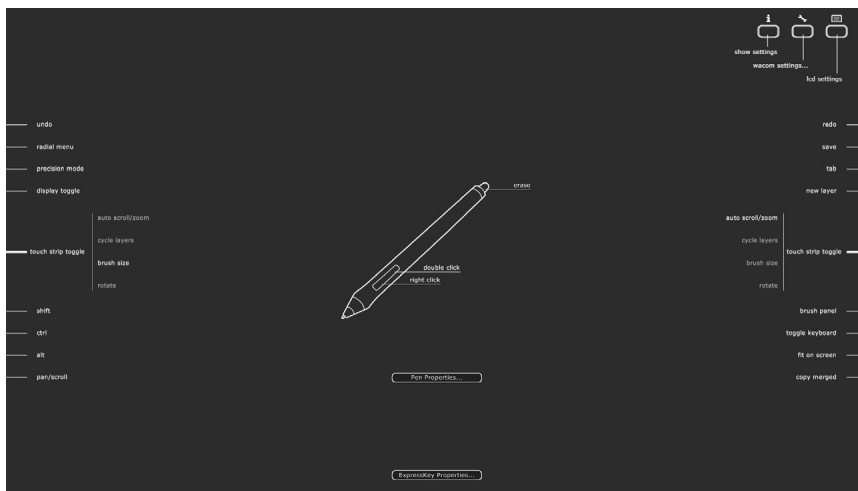 show settings
wacom settings...
lcd settings
undo
radial menu
precision mode
display toggle
touch strip toggle
auto scroll/zoom
cycle layers
brush size
rotate
shift
ctrl
alt
pan/scroll
erase
double click
right click
Pen Properties...
ExpressKey Properties...
redo
save
tab
new layer
auto scroll/zoom
cycle layers
brush size
rotate
touch strip toggle
brush panel
toggle keyboard
fit on screen
copy merged